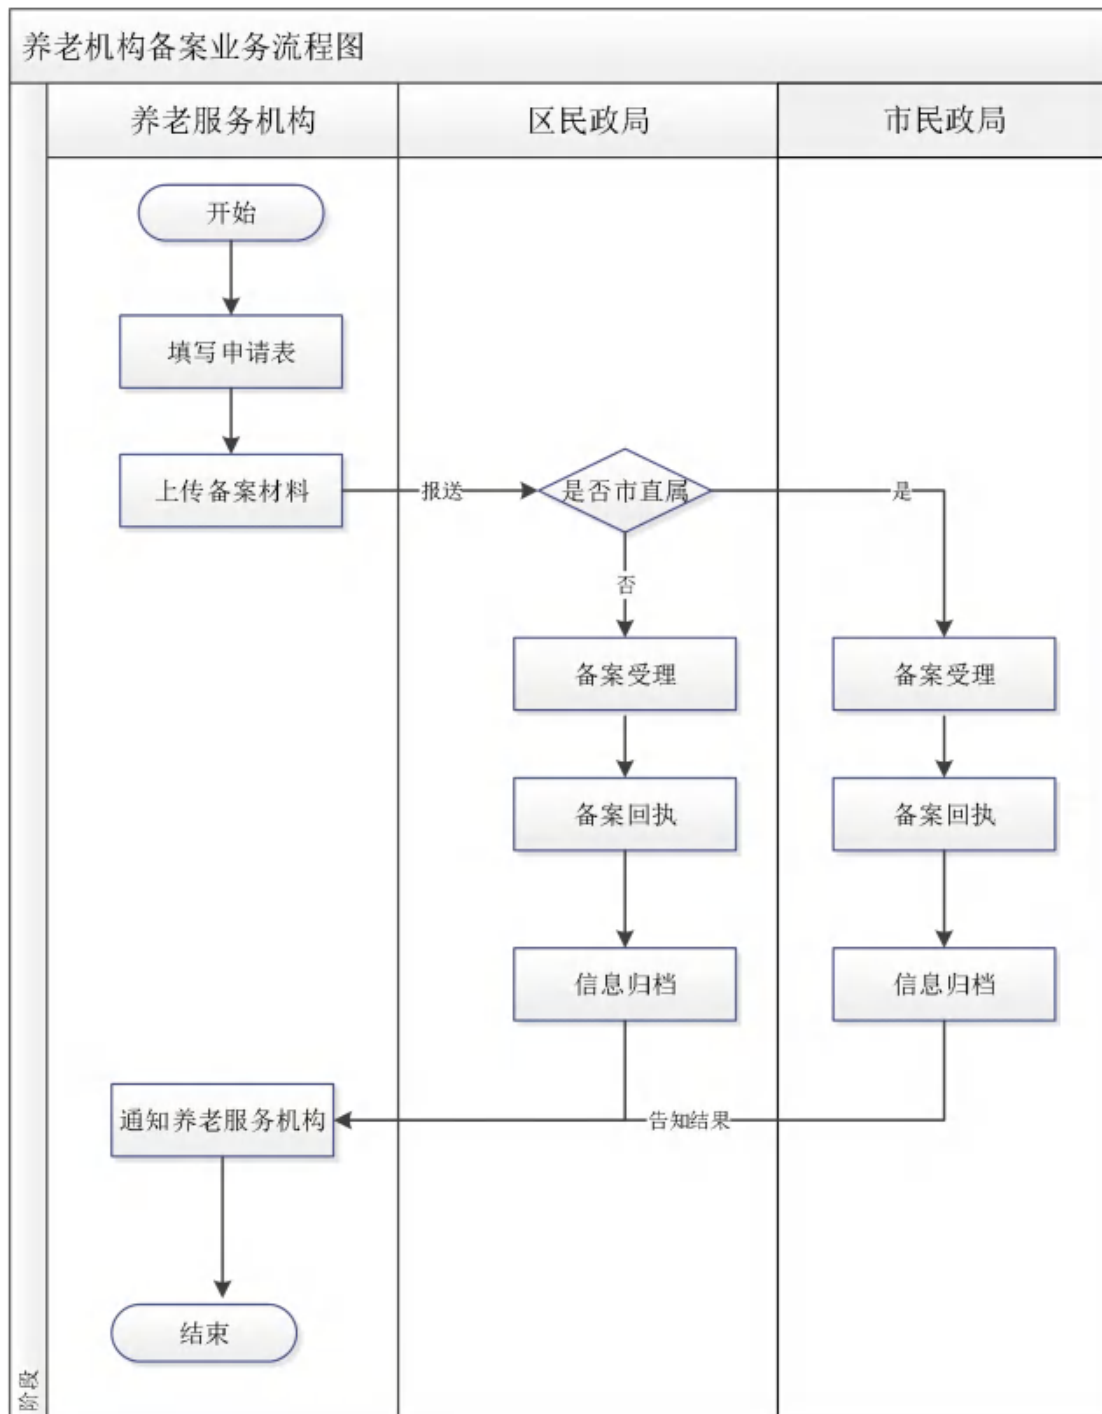 养老机构备案业务流程图
养老服务机构
区民政局
市民政局
开始
填写申请表
上传备案材料
报送
是否市直属
是
否
备案受理
备案受理
备案回执
备案回执
信息归档
信息归档
通知养老服务机构
告知结果
结束
阶段